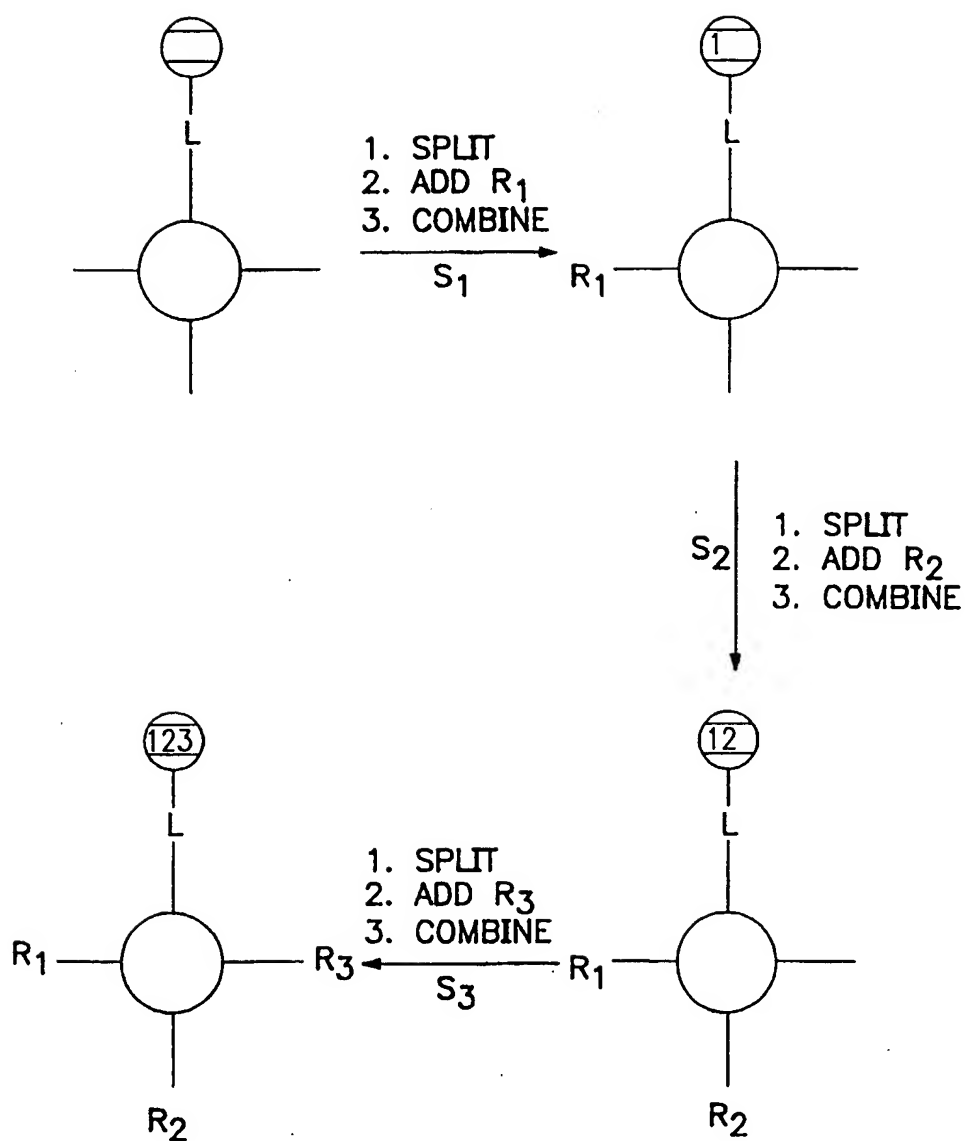 1
L
L
1. SPLIT
2. ADD R₁
3. COMBINE
S₁
R₁
S₂
1. SPLIT
2. ADD R₂
3. COMBINE
123
12
L
L
1. SPLIT
2. ADD R₃
3. COMBINE
R₁
R₃
S₃
R₁
R₂
R₂